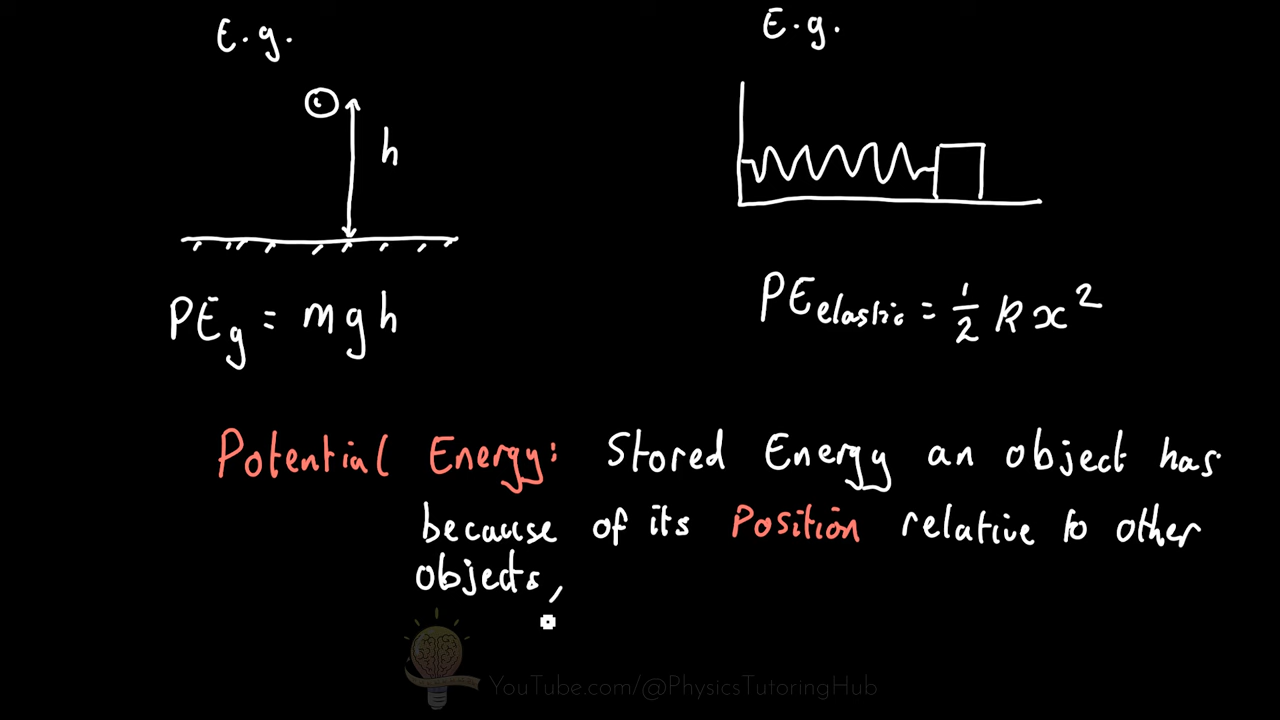 E.g.
E.g.
h
PEg = mgh
PEelastic = 1/2 kx²
Potential Energy: Stored Energy an object has
because of its Position relative to other
objects,
YouTube.com/@PhysicsTutoringHub